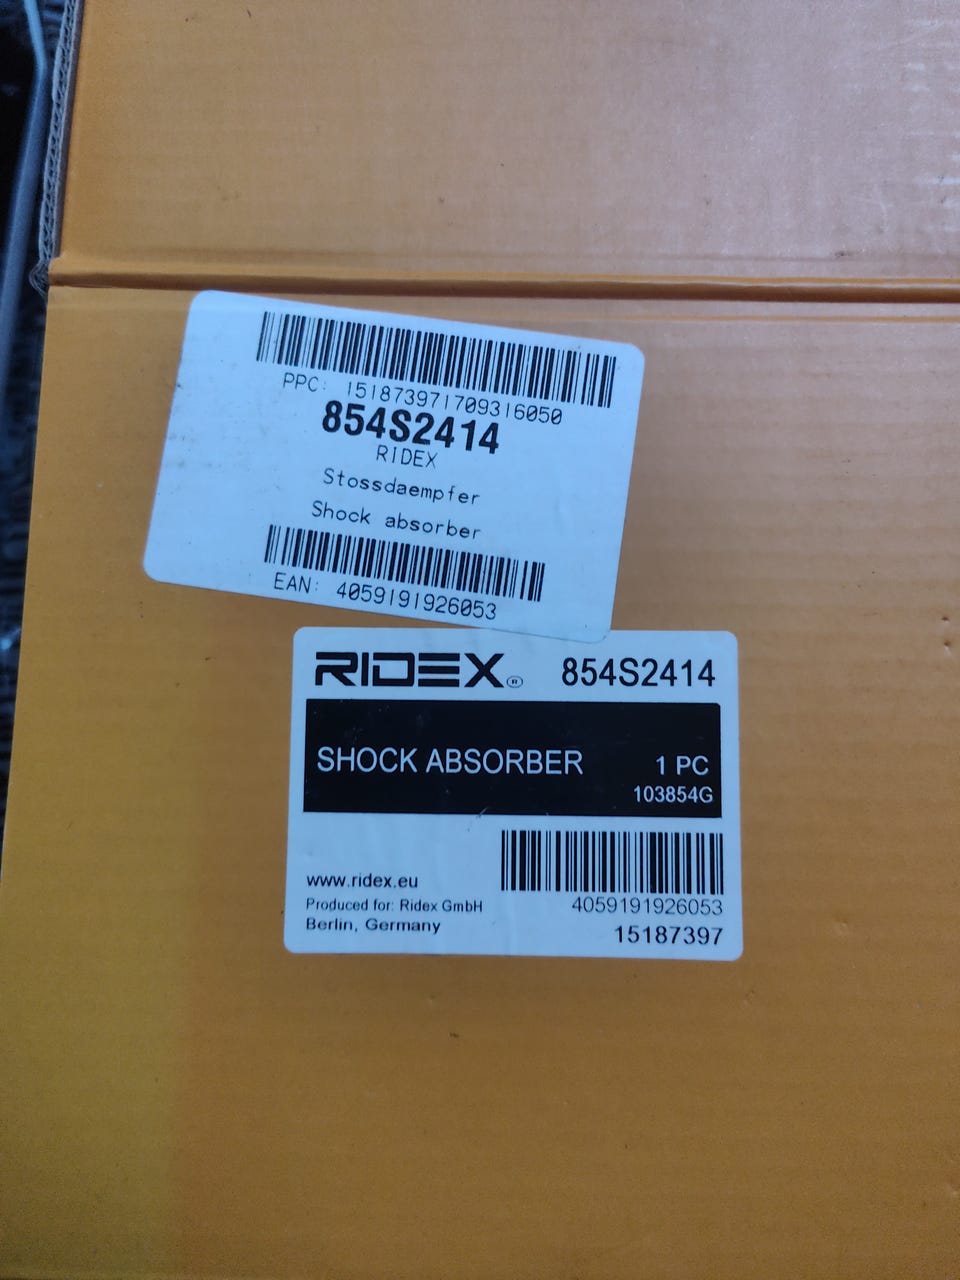 PPC: 151873971709316050
854S2414
RIDEX
Stossdaempfer
Shock absorber
EAN: 4059191926053
RIDEX® 854S2414
SHOCK ABSORBER 1 PC
103854G
www.ridex.eu
Produced for: Ridex GmbH
Berlin, Germany
4059191926053
15187397